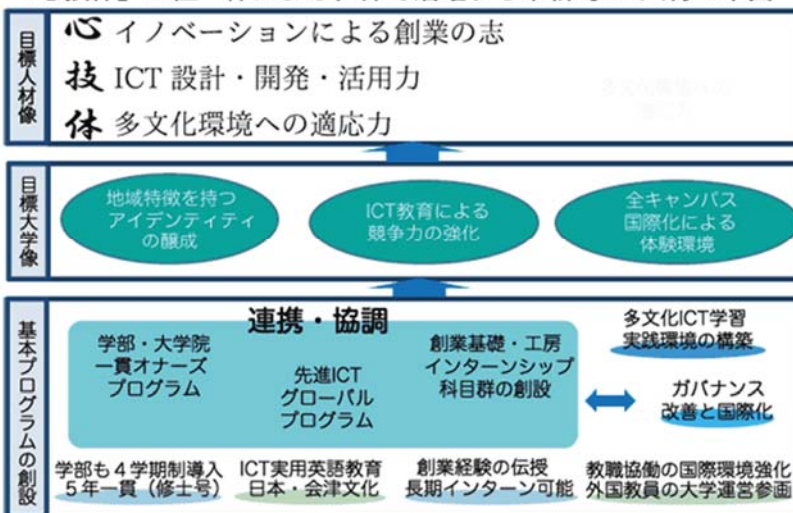 目標人材像
心 イノベーションによる創業の志
技 ICT 設計・開発・活用力
体 多文化環境への適応力
目標大学像
地域特徴を持つ
アイデンティティ
の醸成
ICT教育による
競争力の強化
全キャンパス
国際化による
体験環境
基本プログラムの創設
連携・協調
学部・大学院
一貫オナーズ
プログラム
先進ICT
グローバル
プログラム
創業基礎・工房
インターンシップ
科目群の創設
多文化ICT学習
実践環境の構築
ガバナンス
改善と国際化
学部も4学期制導入
5年一貫（修士号）
ICT実用英語教育
日本・会津文化
創業経験の伝授
長期インターン可能
教職協働の国際環境強化
外国教員の大学運営参画